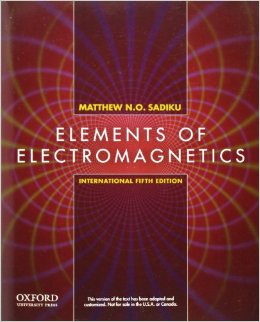 MATTHEW N.O. SADIKU
ELEMENTS OF
ELECTROMAGNETICS
INTERNATIONAL FIFTH EDITION
OXFORD
UNIVERSITY PRESS
This version of the text has been adapted and
customized. Not for sale in the U.S.A. or Canada.